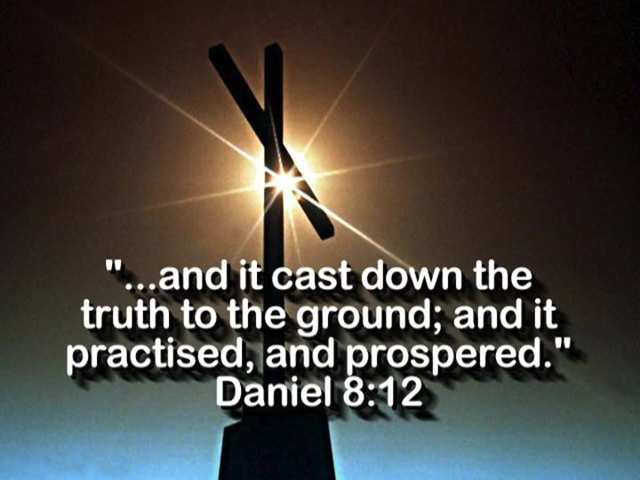 "...and it cast down the
truth to the ground; and it
practised, and prospered."
Daniel 8:12